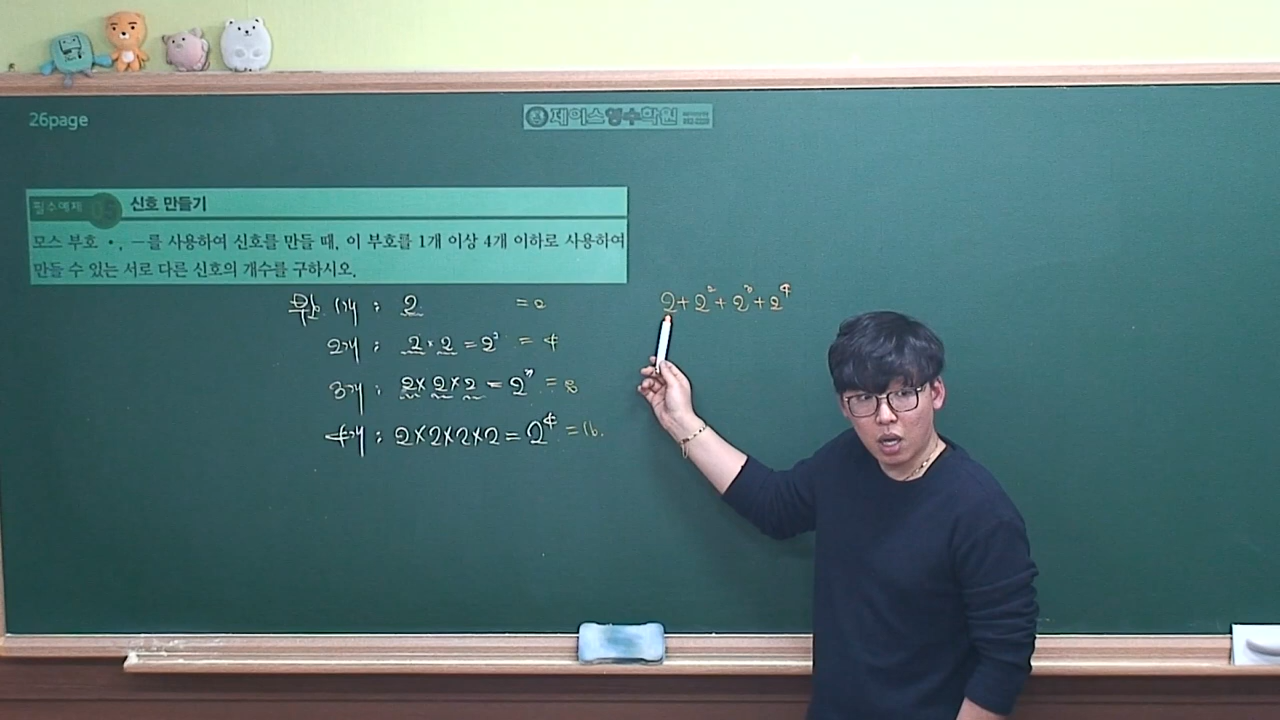 26page
제이스영수학원
필수예제 05 신호 만들기
모스 부호 •, —를 사용하여 신호를 만들 때, 이 부호를 1개 이상 4개 이하로 사용하여
만들 수 있는 서로 다른 신호의 개수를 구하시오.
1개 : 2 = 2
2개 : 2 × 2 = 2² = 4
3개 : 2 × 2 × 2 = 2³ = 8
4개 : 2×2×2×2 = 2⁴ = 16.
2+2²+2³+2⁴